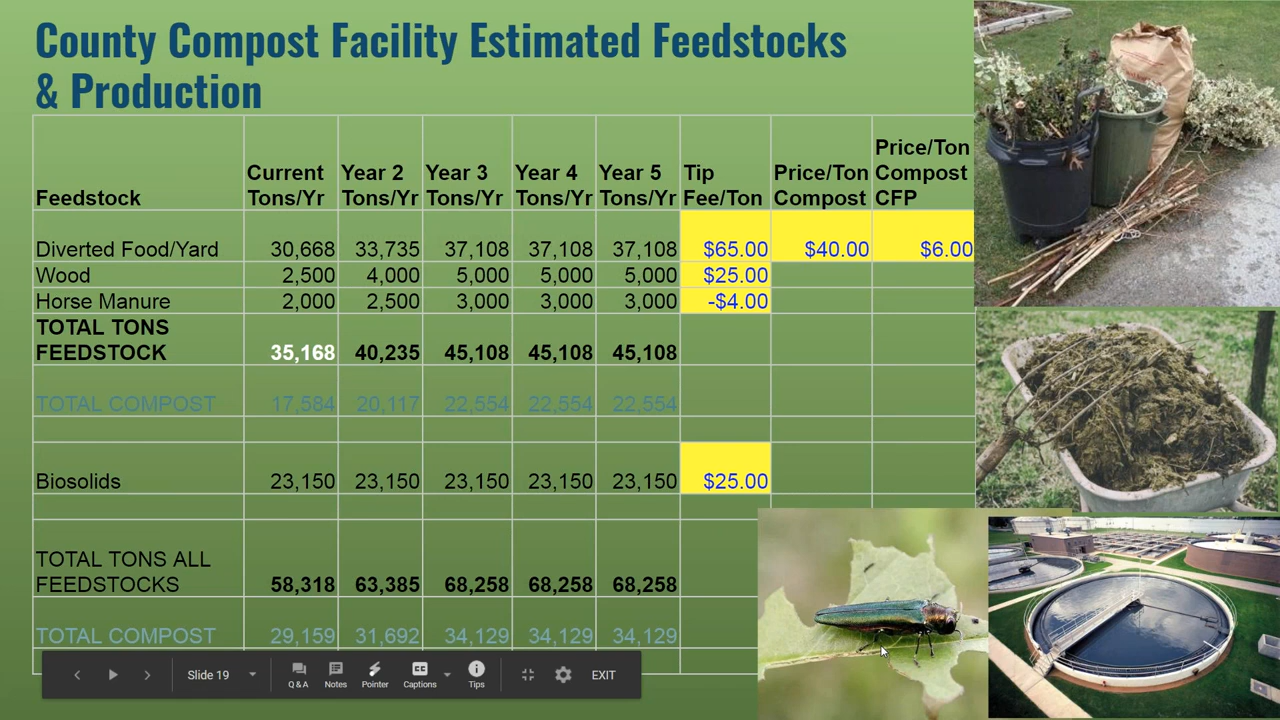 County Compost Facility Estimated Feedstocks
& Production
Feedstock Current Tons/Yr Year 2 Tons/Yr Year 3 Tons/Yr Year 4 Tons/Yr Year 5 Tons/Yr Tip Fee/Ton Price/Ton Compost Price/Ton Compost CFP
Diverted Food/Yard 30,668 33,735 37,108 37,108 37,108 $65.00 $40.00 $6.00
Wood 2,500 4,000 5,000 5,000 5,000 $25.00
Horse Manure 2,000 2,500 3,000 3,000 3,000 -$4.00
TOTAL TONS
FEEDSTOCK 35,168 40,235 45,108 45,108 45,108
TOTAL COMPOST 17,584 20,117 22,554 22,554 22,554
Biosolids 23,150 23,150 23,150 23,150 23,150 $25.00
TOTAL TONS ALL
FEEDSTOCKS 58,318 63,385 68,258 68,258 68,258
TOTAL COMPOST 29,159 31,692 34,129 34,129 34,129
Slide 19 Q & A Notes Pointer Captions Tips EXIT